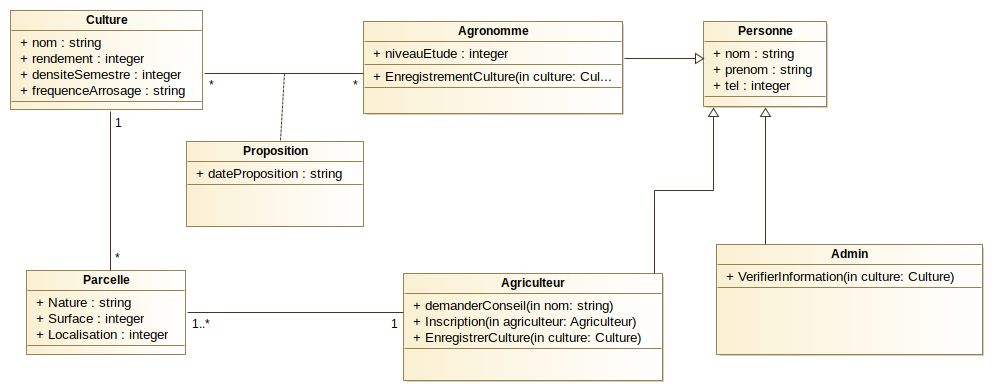 Culture
+ nom : string
+ rendement : integer
+ densiteSemestre : integer
+ frequenceArrosage : string
Agronomme
+ niveauEtude : integer
+ EnregistrementCulture(in culture: Cul...
Personne
+ nom : string
+ prenom : string
+ tel : integer
*
*
1
Proposition
+ dateProposition : string
*
Parcelle
+ Nature : string
+ Surface : integer
+ Localisation : integer
1..*
1
Agriculteur
+ demanderConseil(in nom: string)
+ Inscription(in agriculteur: Agriculteur)
+ EnregistrerCulture(in culture: Culture)
Admin
+ VerifierInformation(in culture: Culture)